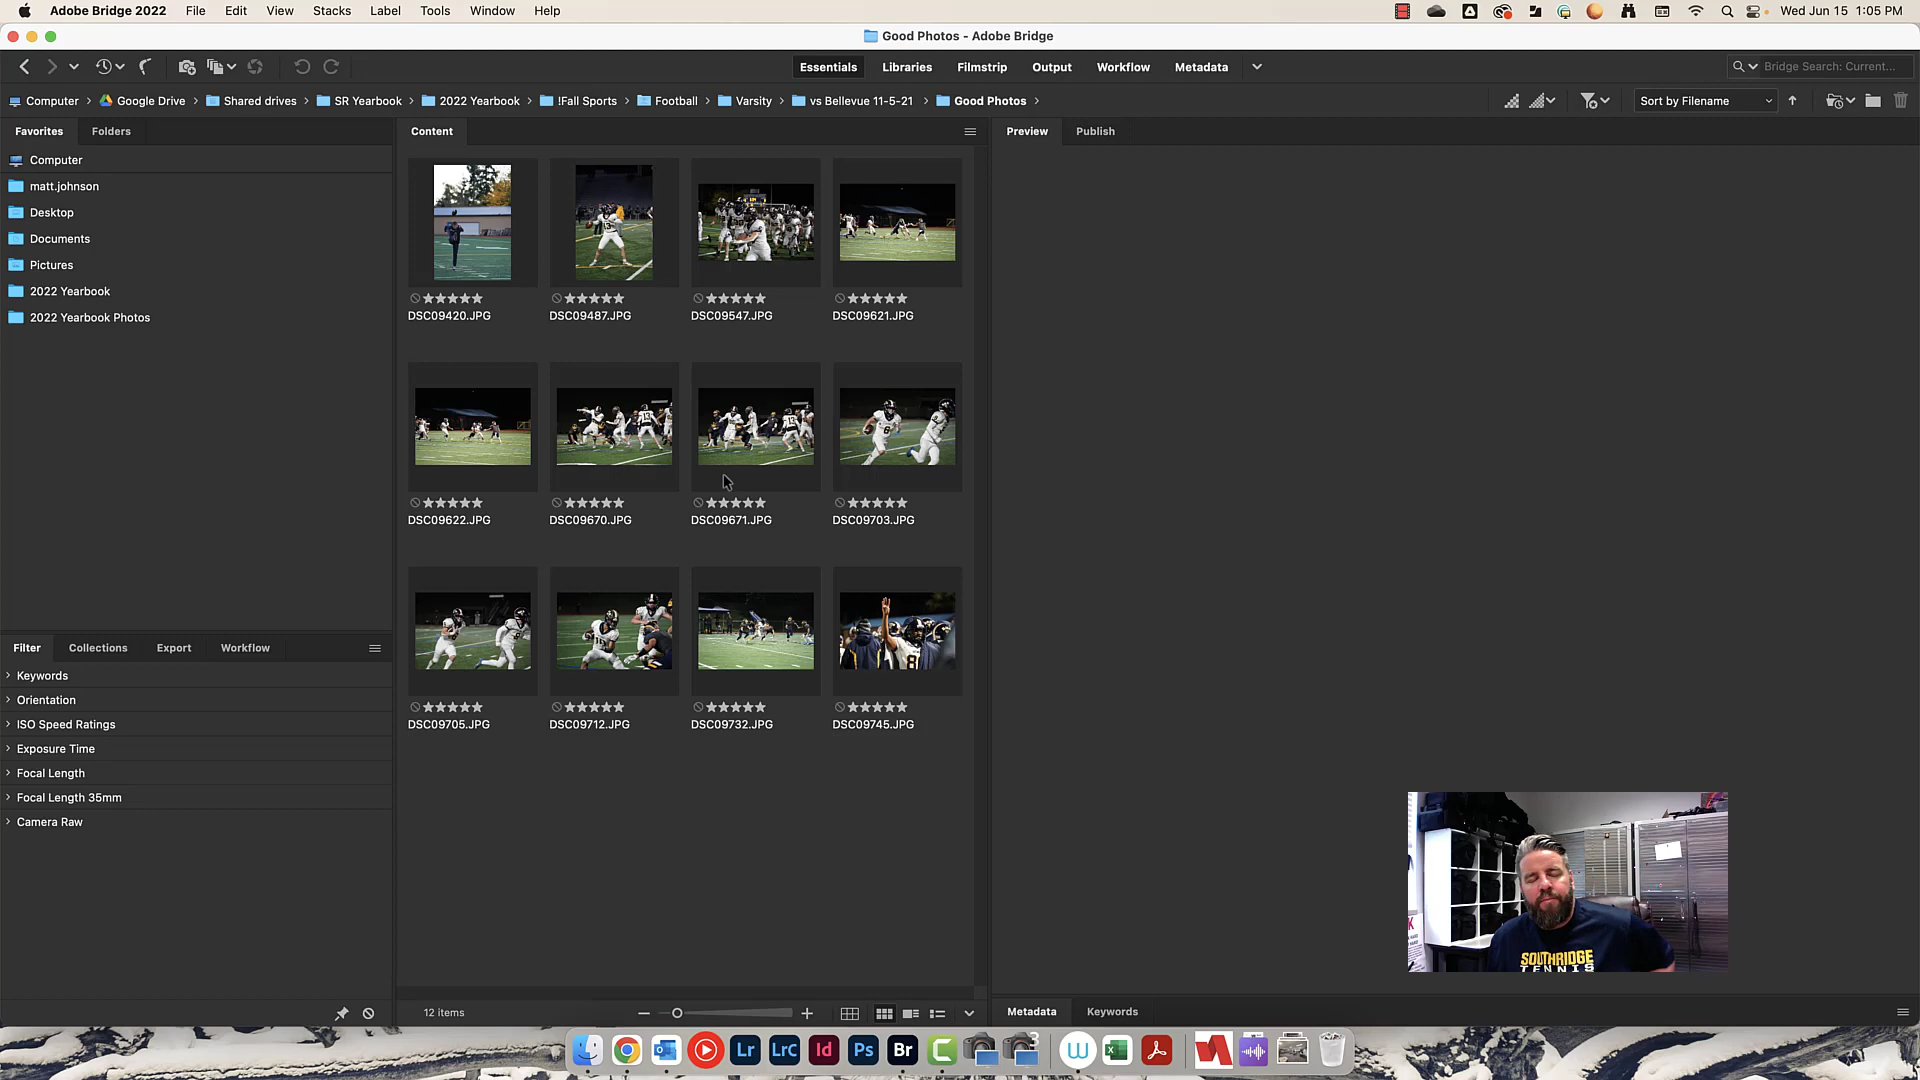 Adobe Bridge 2022 File Edit View Stacks Label Tools Window Help Wed Jun 15 1:05 PM
Good Photos - Adobe Bridge
Essentials Libraries Filmstrip Output Workflow Metadata Bridge Search: Current...
Computer Google Drive Shared drives SR Yearbook 2022 Yearbook !Fall Sports Football Varsity vs Bellevue 11-5-21 Good Photos Sort by Filename
Favorites Folders Content Preview Publish
Computer
matt.johnson
Desktop
Documents
Pictures
2022 Yearbook
2022 Yearbook Photos
DSC09420.JPG DSC09487.JPG DSC09547.JPG DSC09621.JPG
DSC09622.JPG DSC09670.JPG DSC09671.JPG DSC09703.JPG
DSC09705.JPG DSC09712.JPG DSC09732.JPG DSC09745.JPG
Filter Collections Export Workflow
Keywords
Orientation
ISO Speed Ratings
Exposure Time
Focal Length
Focal Length 35mm
Camera Raw
SOUTHRIDGE
TENNIS
12 items
Metadata Keywords
Lr LrC Id Ps Br